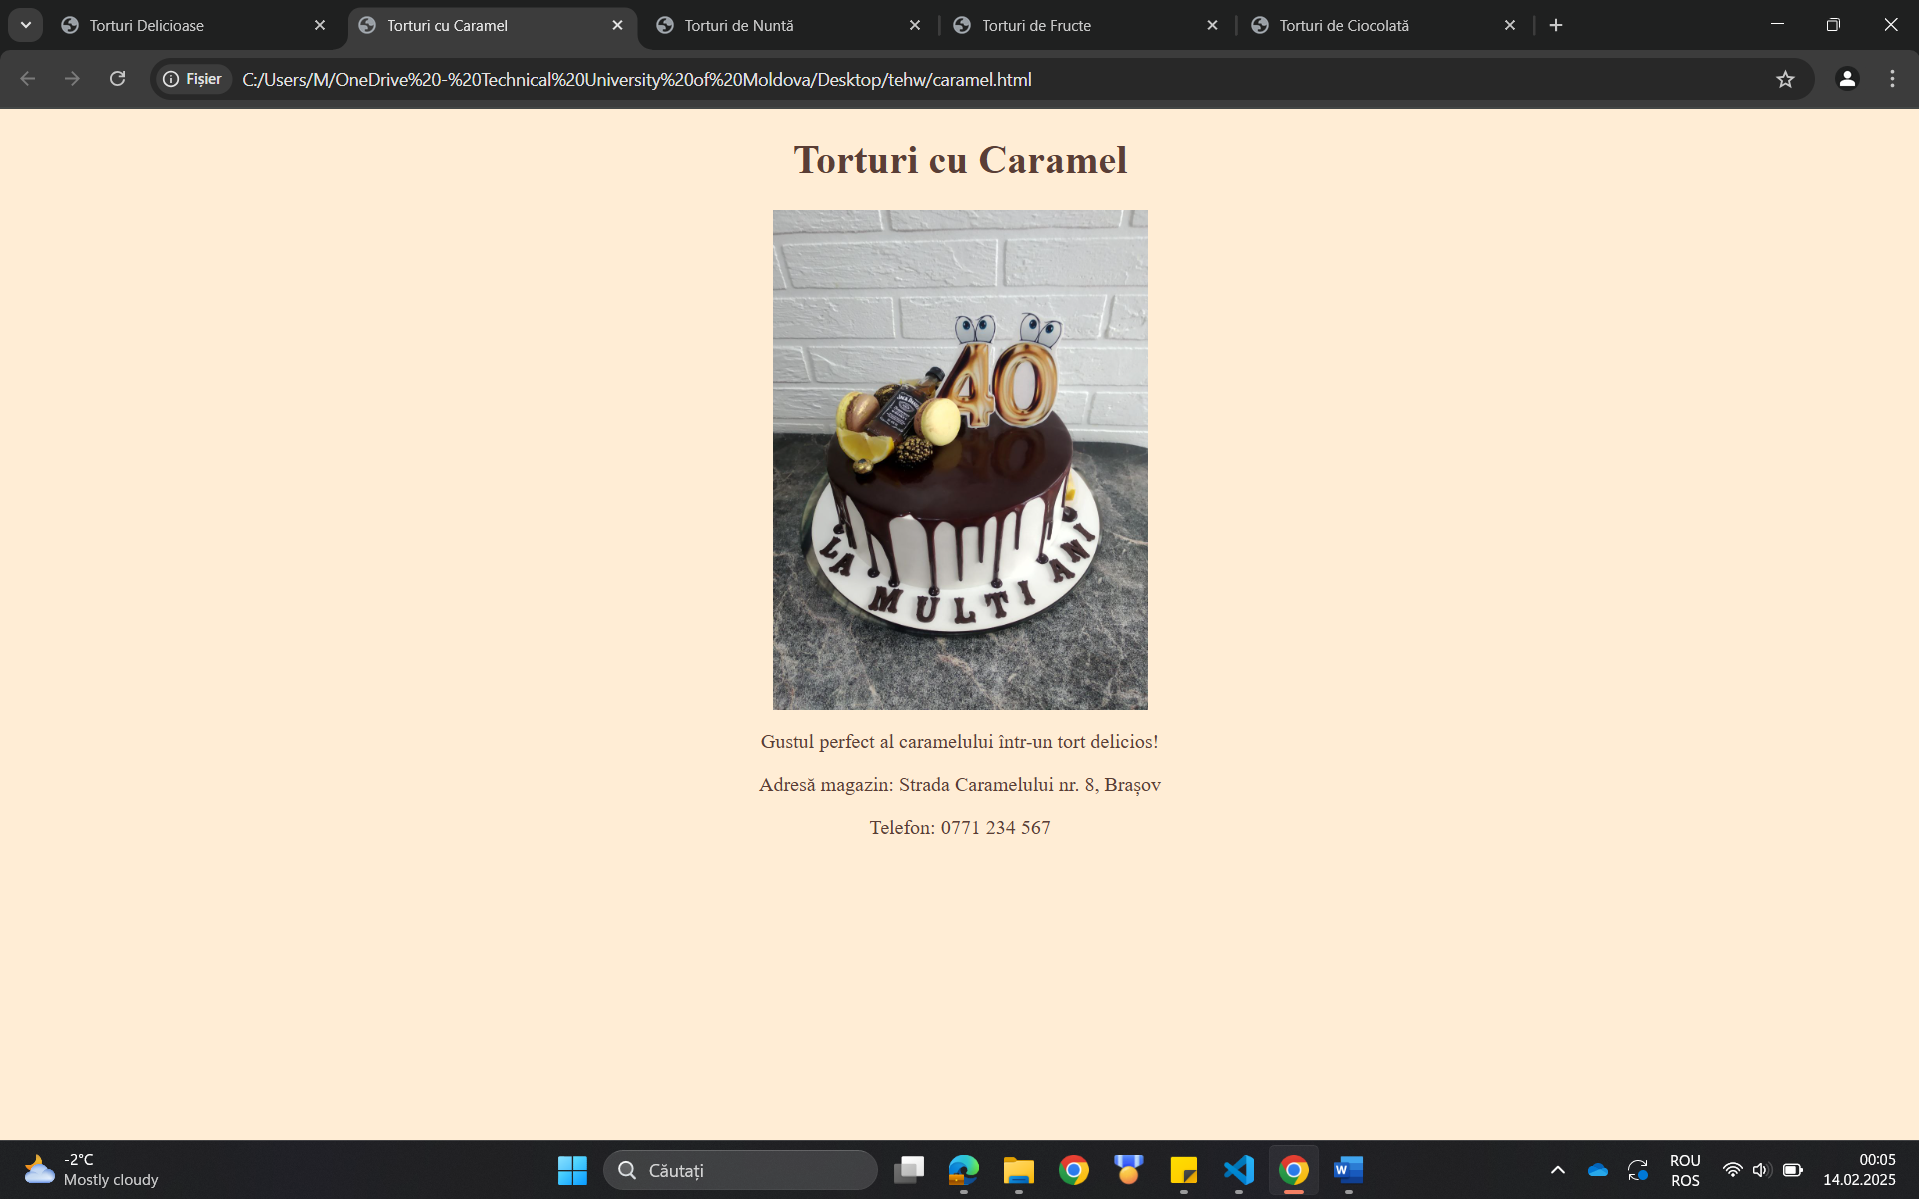 Torturi Delicioase
Torturi cu Caramel
Torturi de Nuntă
Torturi de Fructe
Torturi de Ciocolată
Fișier
C:/Users/M/OneDrive%20-%20Technical%20University%20of%20Moldova/Desktop/tehw/caramel.html
Torturi cu Caramel
40
LA MULTI ANI
Gustul perfect al caramelului într-un tort delicios!
Adresă magazin: Strada Caramelului nr. 8, Brașov
Telefon: 0771 234 567
-2°C
Mostly cloudy
Căutați
ROU
ROS
00:05
14.02.2025